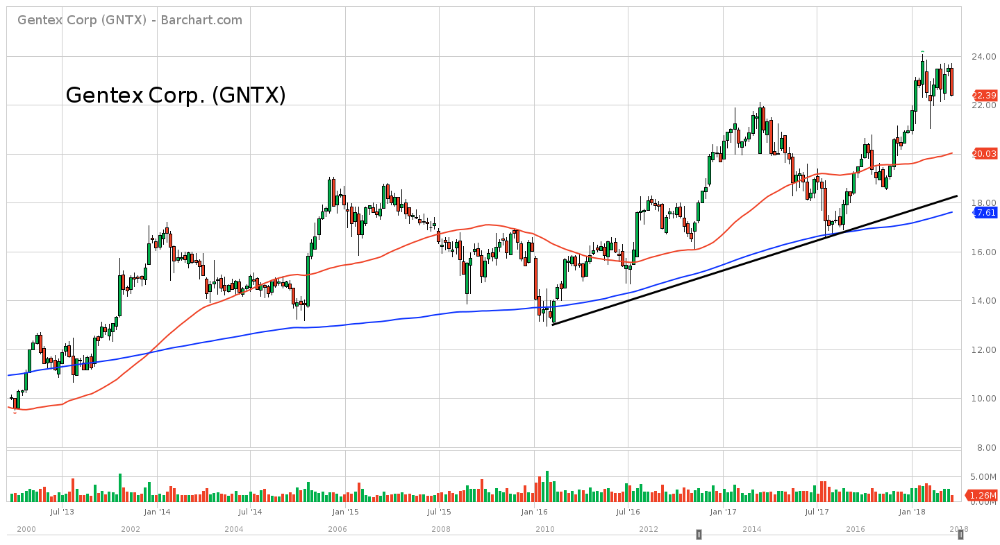 Gentex Corp (GNTX) - Barchart.com
Gentex Corp. (GNTX)
24.00
22.39
22.00
20.03
18.00
7.61
16.00
14.00
12.00
10.00
8.00
5.00M
1.26M
Jul '13 Jan '14 Jul '14 Jan '15 Jul '15 Jan '16 Jul '16 Jan '17 Jul '17 Jan '18
2000 2002 2004 2006 2008 2010 2012 2014 2016 2018